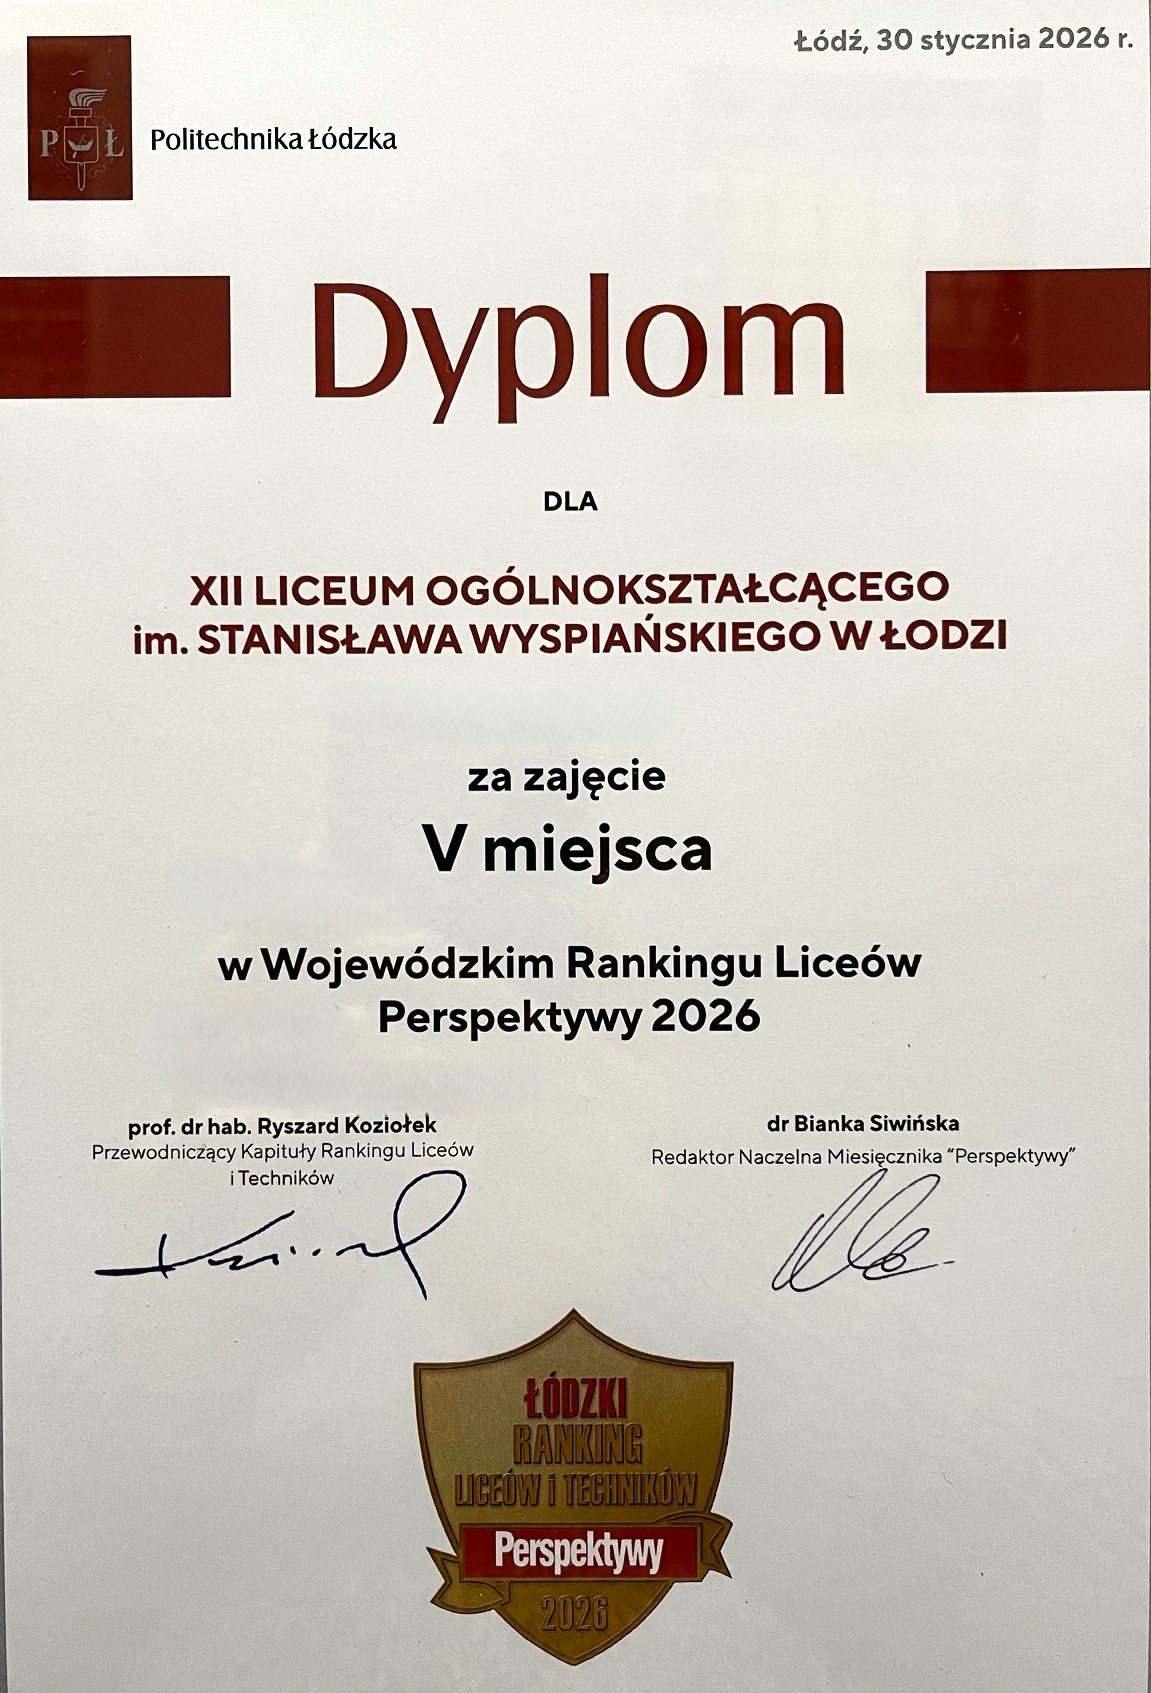 Łódź, 30 stycznia 2026 r.
P Ł
Politechnika Łódzka
Dyplom
DLA
XII LICEUM OGÓLNOKSZTAŁCĄCEGO
im. STANISŁAWA WYSPIAŃSKIEGO W ŁODZI
za zajęcie
V miejsca
w Wojewódzkim Rankingu Liceów
Perspektywy 2026
prof. dr hab. Ryszard Koziołek
Przewodniczący Kapituły Rankingu Liceów
i Techników
dr Bianka Siwińska
Redaktor Naczelna Miesięcznika “Perspektywy”
ŁÓDZKI
RANKING
LICEÓW i TECHNIKÓW
Perspektywy
2026